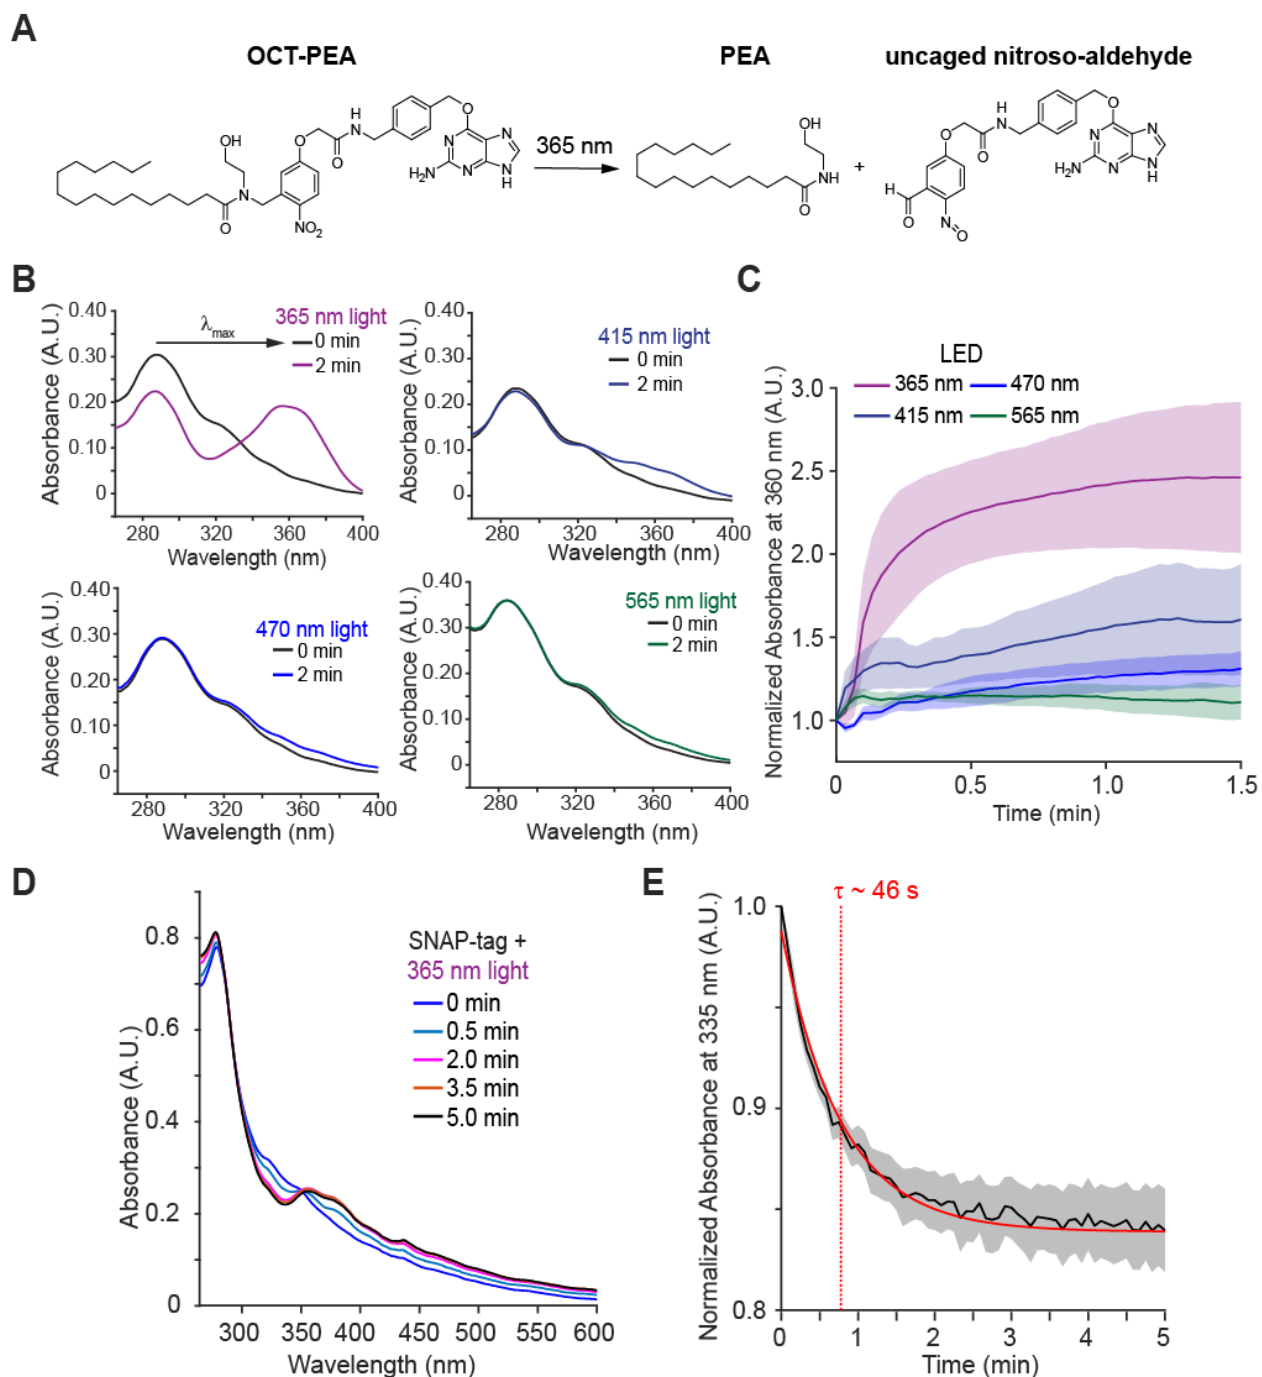 A
OCT-PEA
PEA
uncaged nitroso-aldehyde
OH
N
O
NO2
O
O
H
N
O
N
H2N
N
N
N
H
365 nm
OH
NH
O
+
H
O
N
O
O
O
H
N
O
N
H2N
N
N
N
H
B
Absorbance (A.U.)
0.40
0.30
0.20
0.10
0
280
320
360
400
Wavelength (nm)
λmax
365 nm light
0 min
2 min
Absorbance (A.U.)
0.40
0.30
0.20
0.10
0
280
320
360
400
Wavelength (nm)
415 nm light
0 min
2 min
Absorbance (A.U.)
0.40
0.30
0.20
0.10
0
280
320
360
400
Wavelength (nm)
470 nm light
0 min
2 min
Absorbance (A.U.)
0.40
0.30
0.20
0.10
0
280
320
360
400
Wavelength (nm)
565 nm light
0 min
2 min
C
LED
365 nm
470 nm
415 nm
565 nm
Normalized Absorbance at 360 nm (A.U.)
3.0
2.5
2.0
1.5
1.0
0
0.5
1.0
1.5
Time (min)
D
Absorbance (A.U.)
0.8
0.6
0.4
0.2
0
300
350
400
450
500
550
600
Wavelength (nm)
SNAP-tag +
365 nm light
0 min
0.5 min
2.0 min
3.5 min
5.0 min
E
τ ~ 46 s
Normalized Absorbance at 335 nm (A.U.)
1.0
0.9
0.8
0
1
2
3
4
5
Time (min)